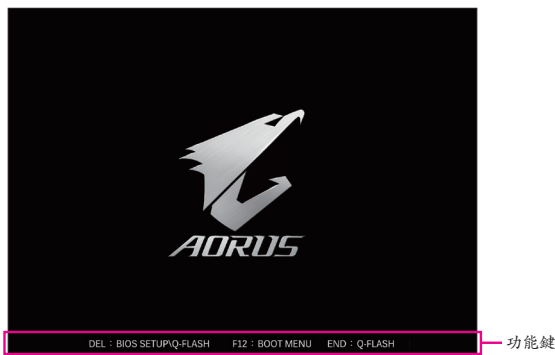 AORUS
DEL：BIOS SETUP\Q-FLASH F12：BOOT MENU END：Q-FLASH
功能鍵